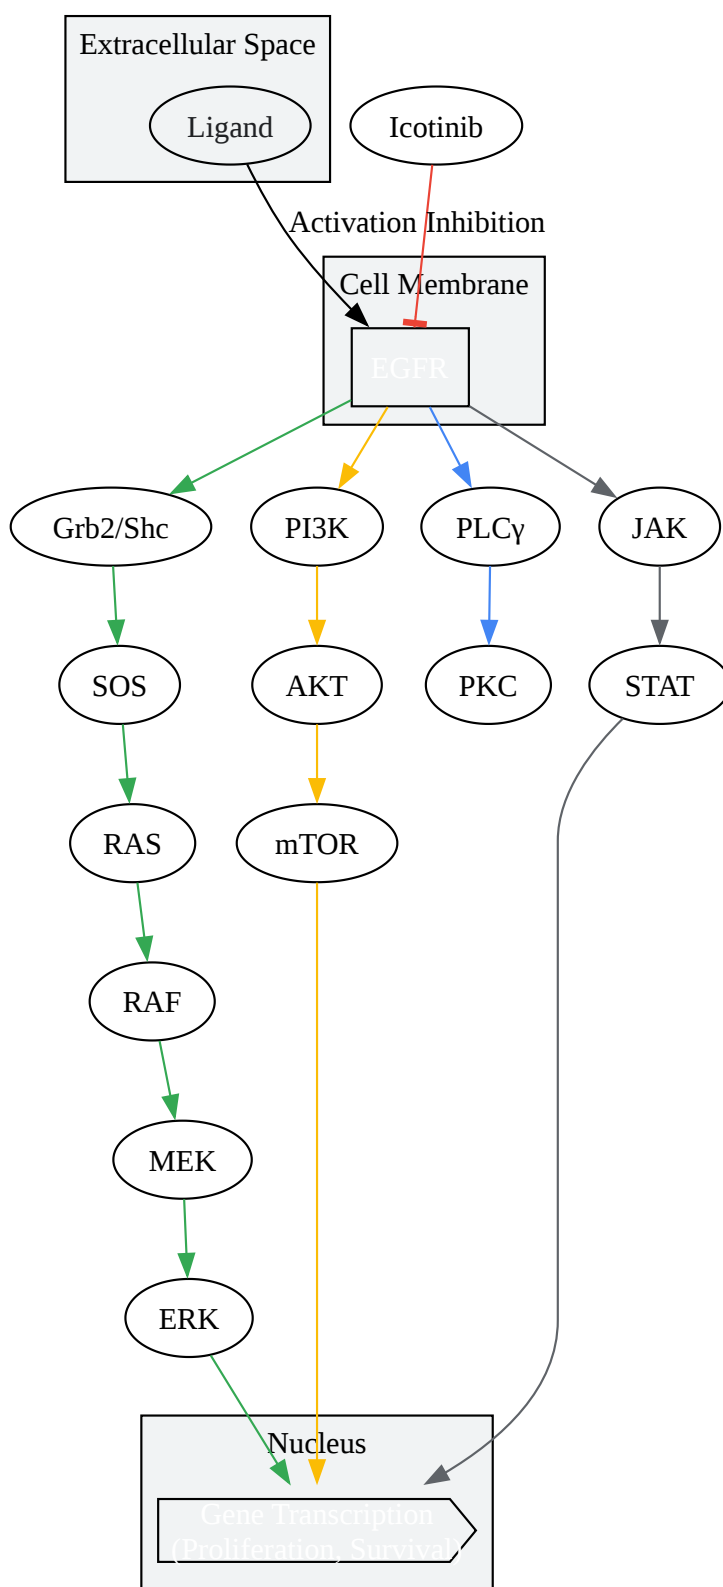 Extracellular Space
Ligand
Icotinib
Activation
Inhibition
Cell Membrane
EGFR
Grb2/Shc
PI3K
PLCγ
JAK
SOS
AKT
PKC
STAT
RAS
mTOR
RAF
MEK
ERK
Nucleus
Gene Transcription
(Proliferation, Survival)